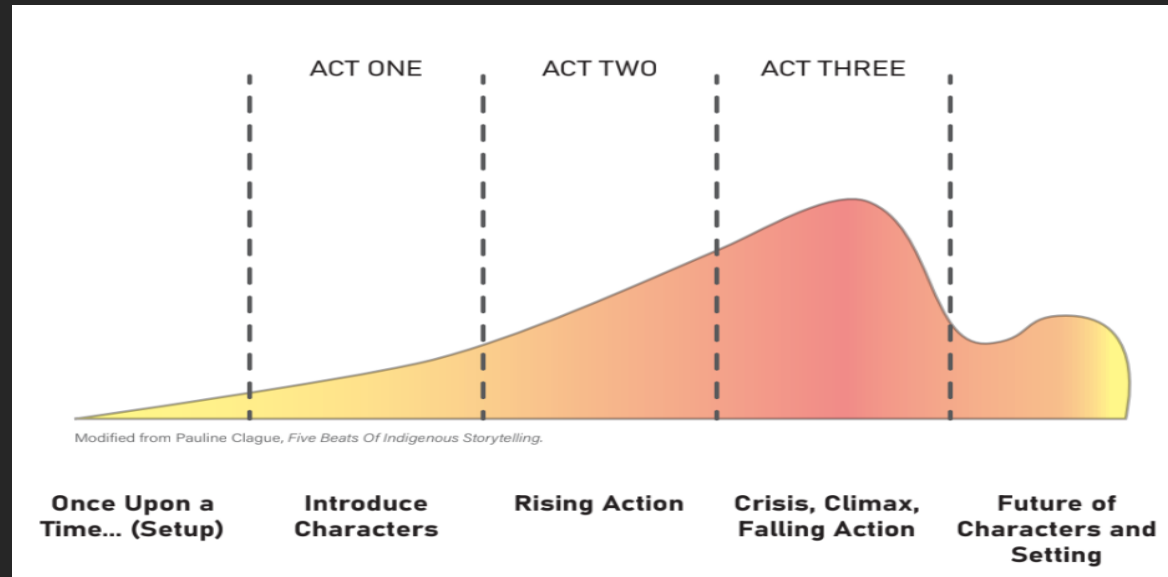 ACT ONE
ACT TWO
ACT THREE
Modified from Pauline Clague, Five Beats Of Indigenous Storytelling.
Once Upon a
Time... (Setup)
Introduce
Characters
Rising Action
Crisis, Climax,
Falling Action
Future of
Characters and
Setting